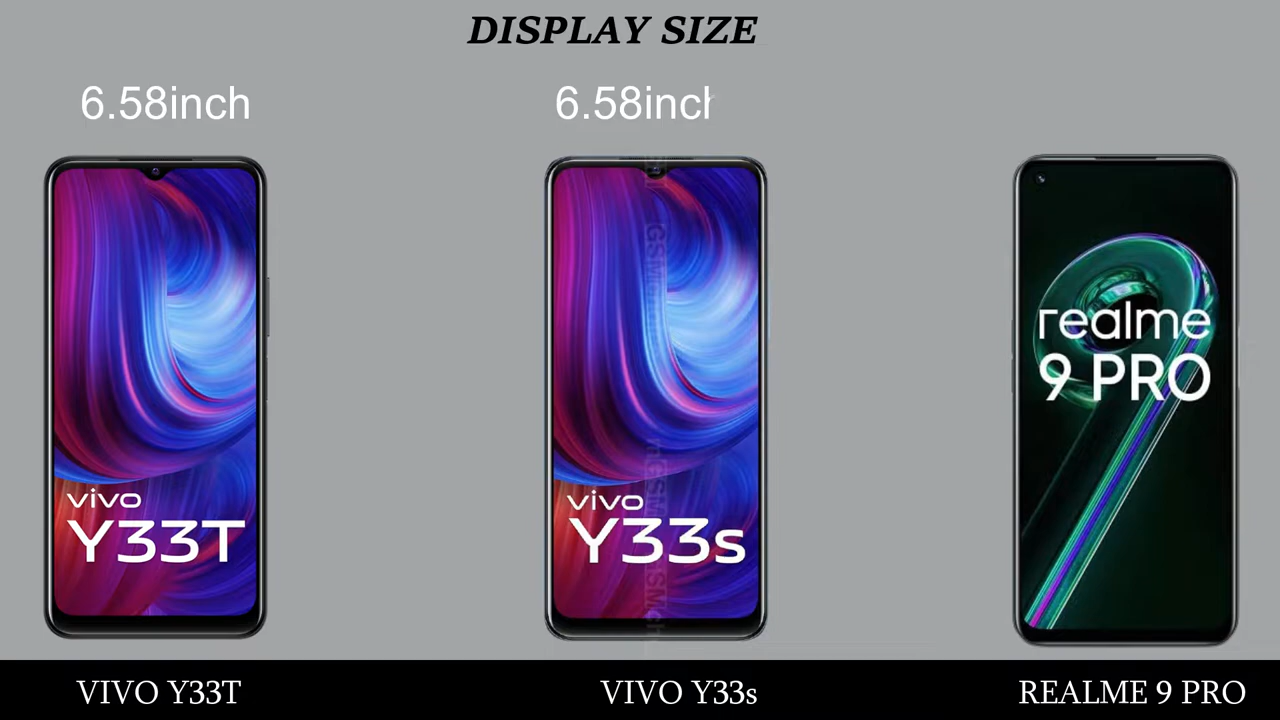 DISPLAY SIZE
6.58inch
6.58inch
vivo
Y33T
vivo
Y33s
realme
9 PRO
VIVO Y33T
VIVO Y33s
REALME 9 PRO